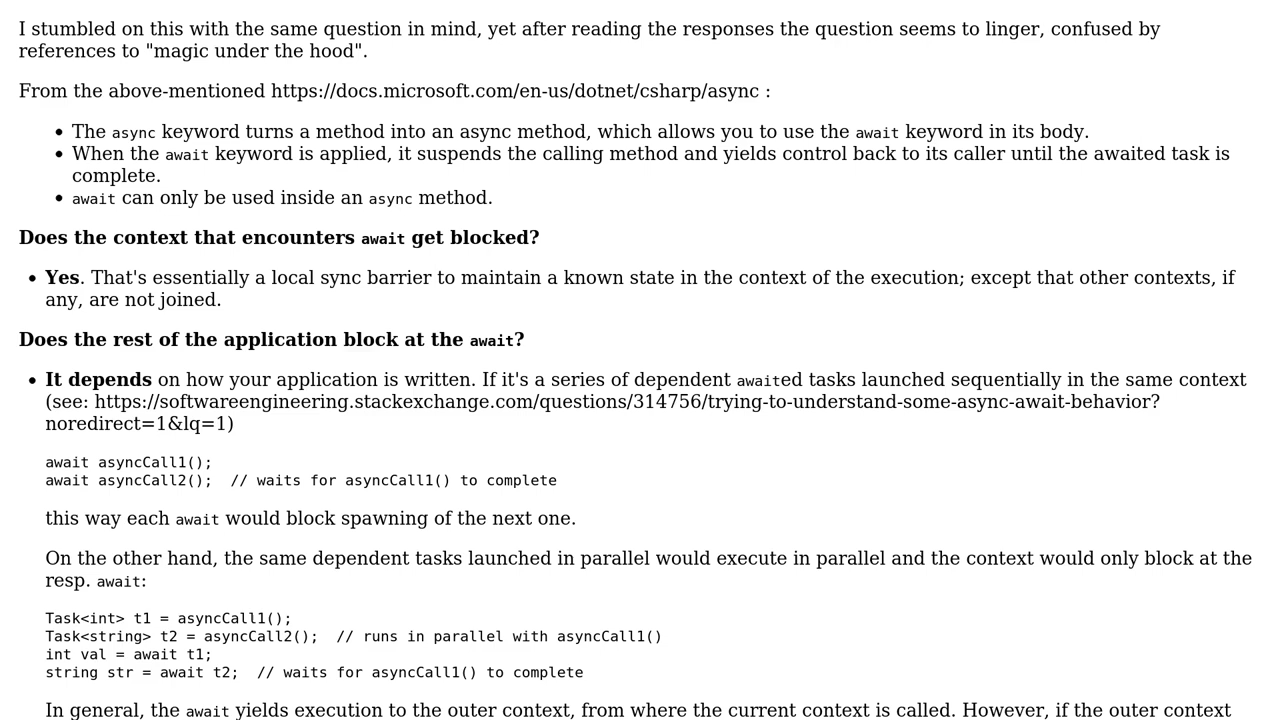 I stumbled on this with the same question in mind, yet after reading the responses the question seems to linger, confused by
references to "magic under the hood".
From the above-mentioned https://docs.microsoft.com/en-us/dotnet/csharp/async :
• The async keyword turns a method into an async method, which allows you to use the await keyword in its body.
• When the await keyword is applied, it suspends the calling method and yields control back to its caller until the awaited task is
complete.
• await can only be used inside an async method.
Does the context that encounters await get blocked?
• Yes. That's essentially a local sync barrier to maintain a known state in the context of the execution; except that other contexts, if
any, are not joined.
Does the rest of the application block at the await?
• It depends on how your application is written. If it's a series of dependent awaited tasks launched sequentially in the same context
(see: https://softwareengineering.stackexchange.com/questions/314756/trying-to-understand-some-async-await-behavior?
noredirect=1&lq=1)
await asyncCall1();
await asyncCall2();  // waits for asyncCall1() to complete
this way each await would block spawning of the next one.
On the other hand, the same dependent tasks launched in parallel would execute in parallel and the context would only block at the
resp. await:
Task<int> t1 = asyncCall1();
Task<string> t2 = asyncCall2();  // runs in parallel with asyncCall1()
int val = await t1;
string str = await t2;  // waits for asyncCall1() to complete
In general, the await yields execution to the outer context, from where the current context is called. However, if the outer context